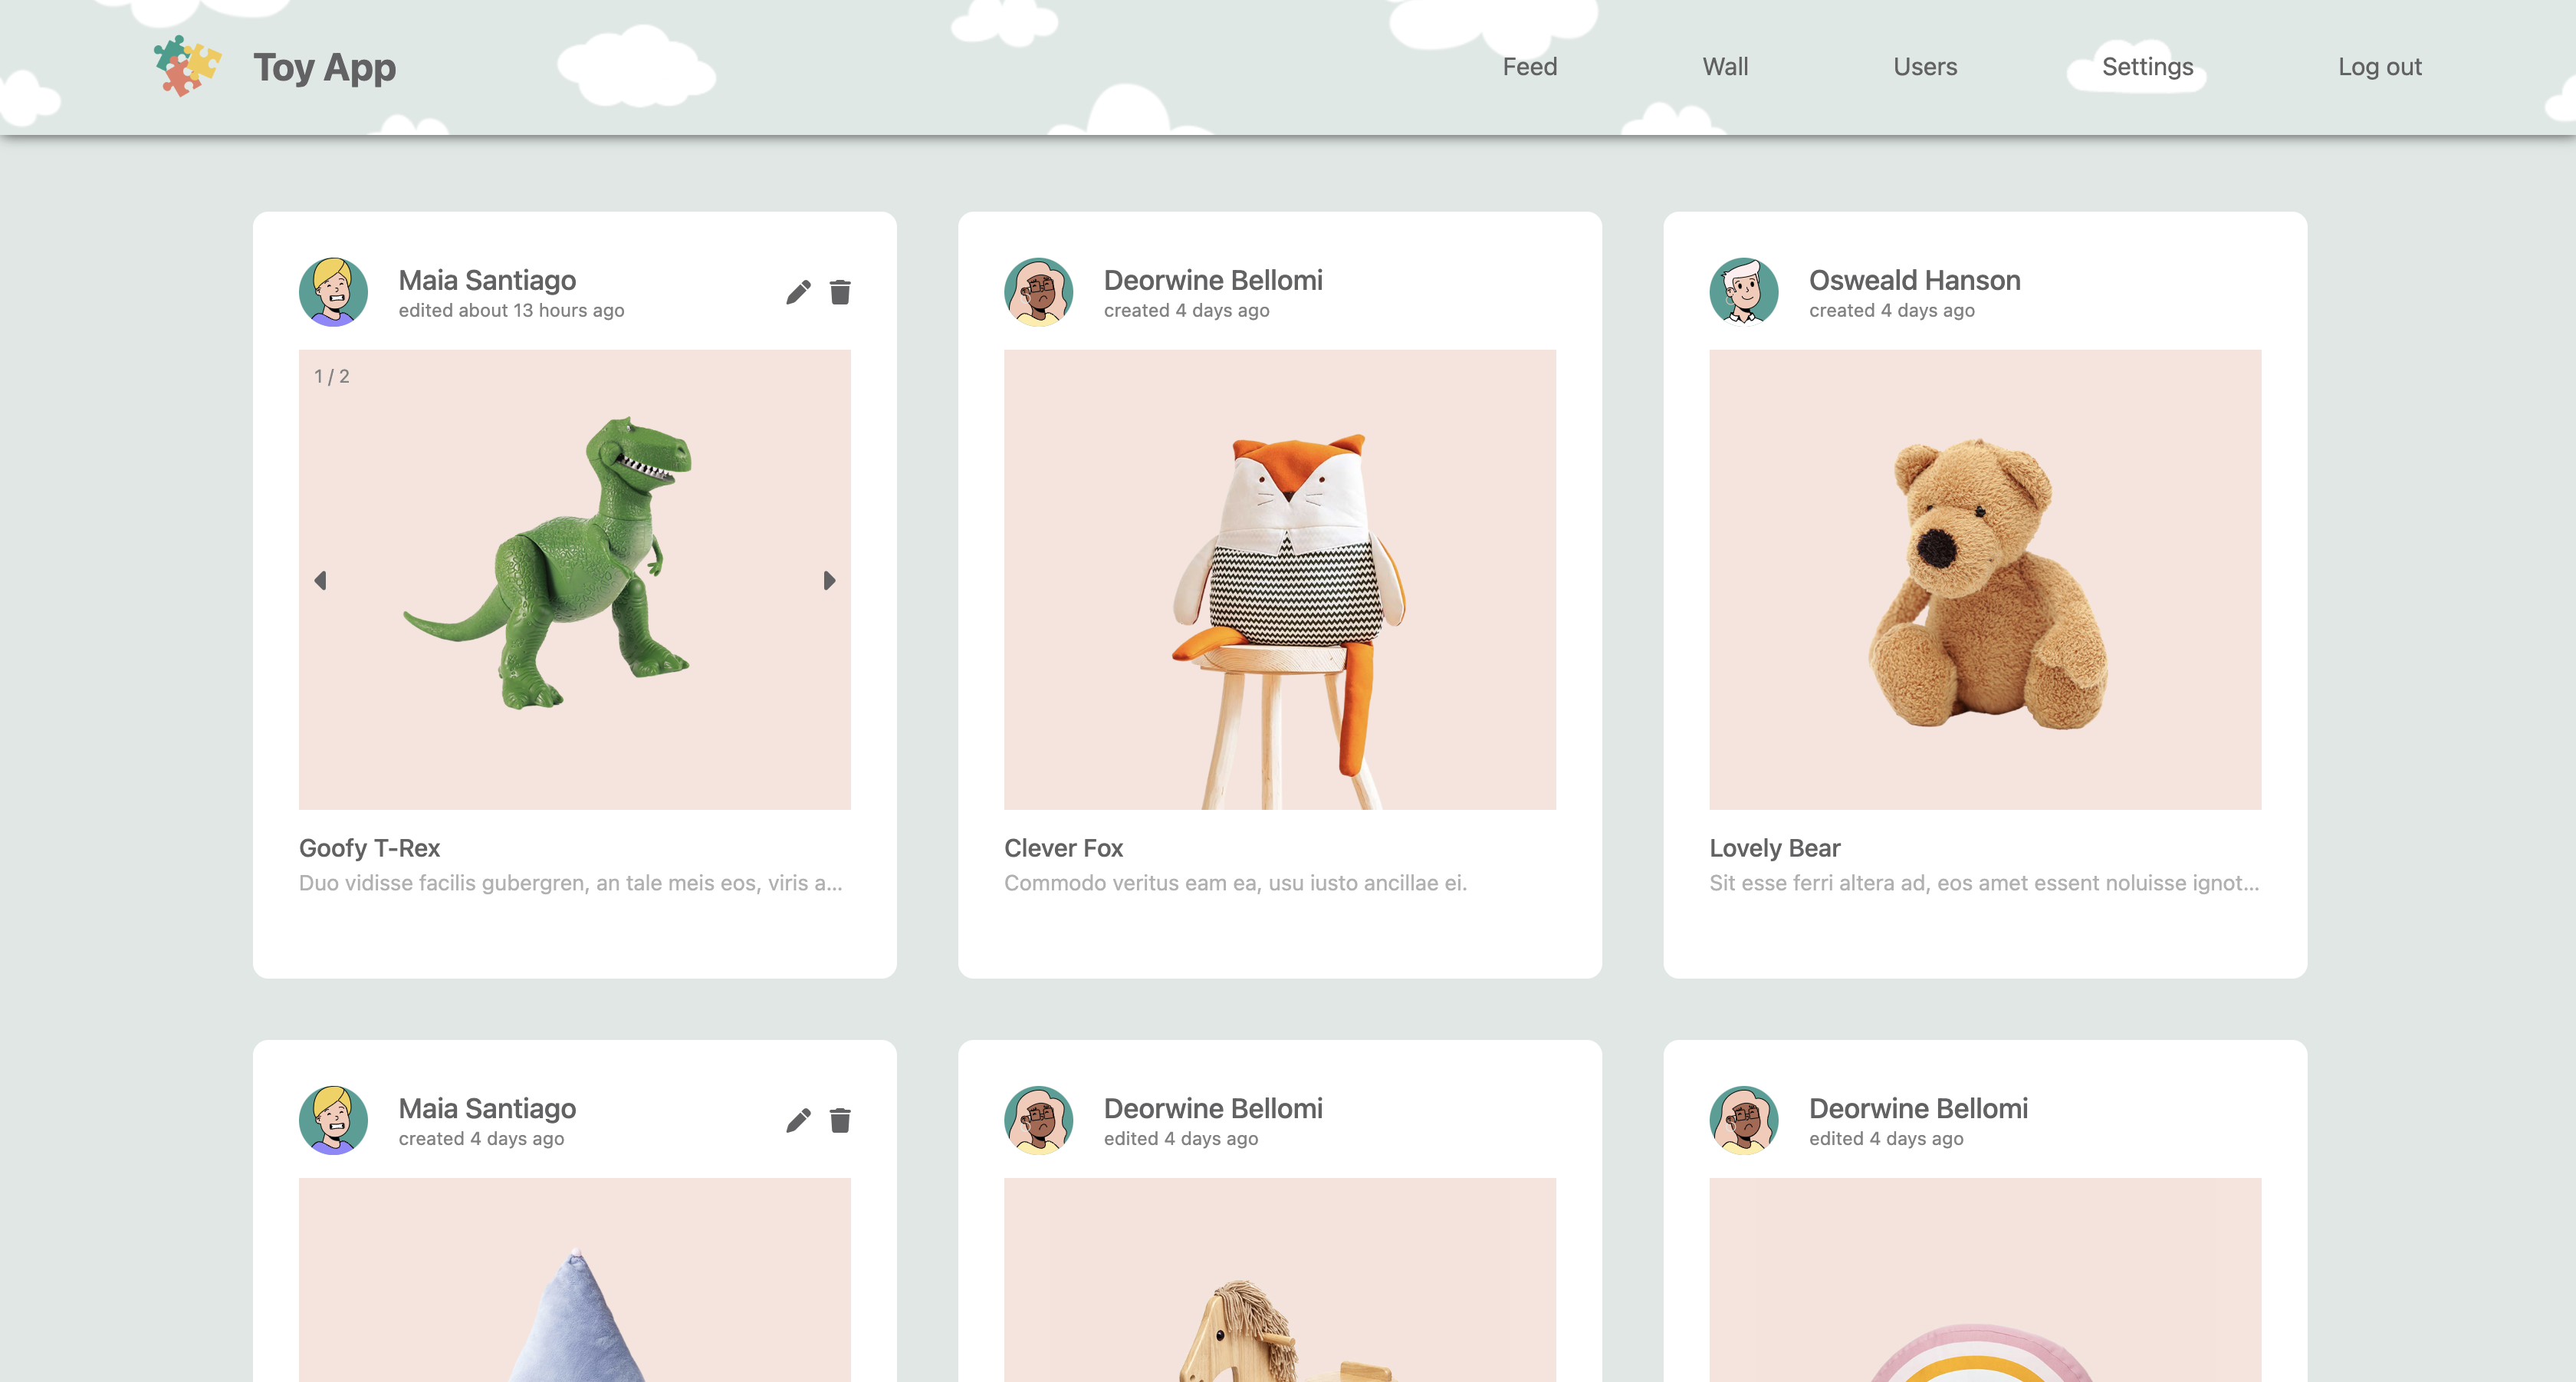 Toy App
Feed
Wall
Users
Settings
Log out
Maia Santiago
edited about 13 hours ago
1 / 2
Goofy T-Rex
Duo vidisse facilis gubergren, an tale meis eos, viris a...
Deorwine Bellomi
created 4 days ago
Clever Fox
Commodo veritus eam ea, usu iusto ancillae ei.
Osweald Hanson
created 4 days ago
Lovely Bear
Sit esse ferri altera ad, eos amet essent noluisse ignot...
Maia Santiago
created 4 days ago
Deorwine Bellomi
edited 4 days ago
Deorwine Bellomi
edited 4 days ago